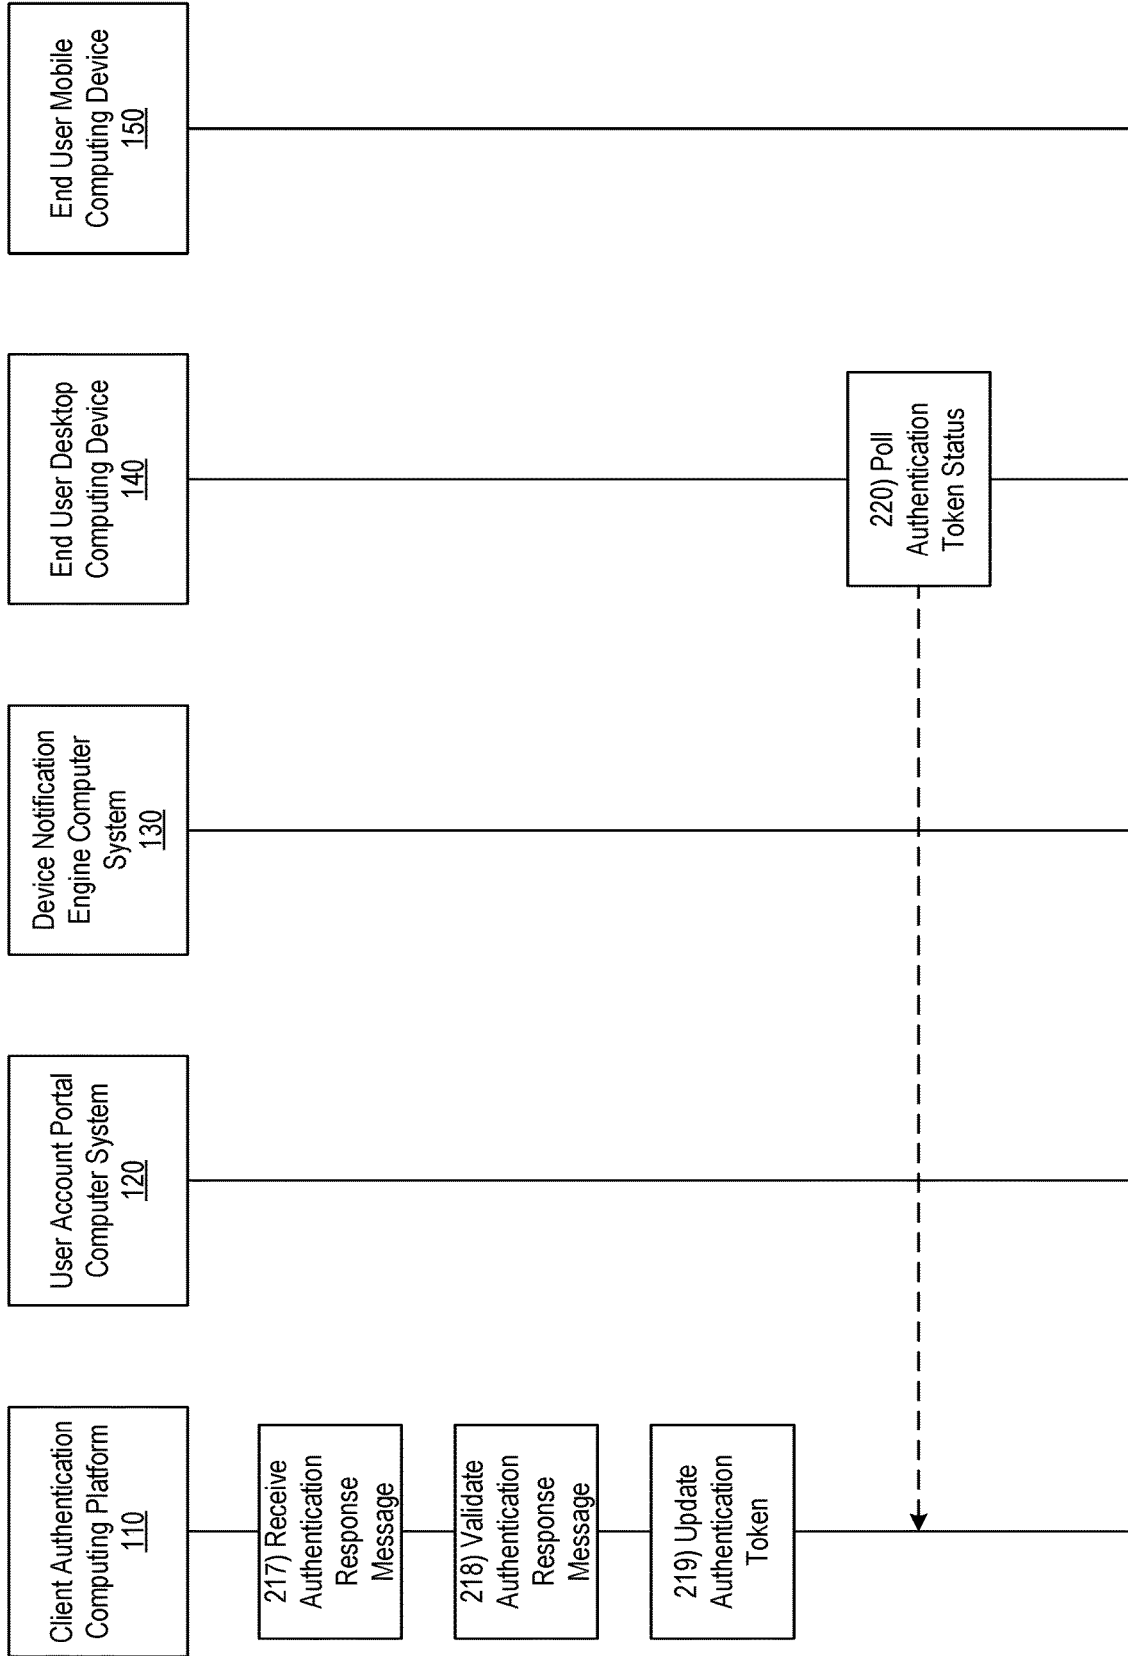 Client Authentication
Computing Platform
110
User Account Portal
Computer System
120
Device Notification
Engine Computer
System
130
End User Desktop
Computing Device
140
End User Mobile
Computing Device
150
217) Receive
Authentication
Response
Message
218) Validate
Authentication
Response
Message
219) Update
Authentication
Token
220) Poll
Authentication
Token Status